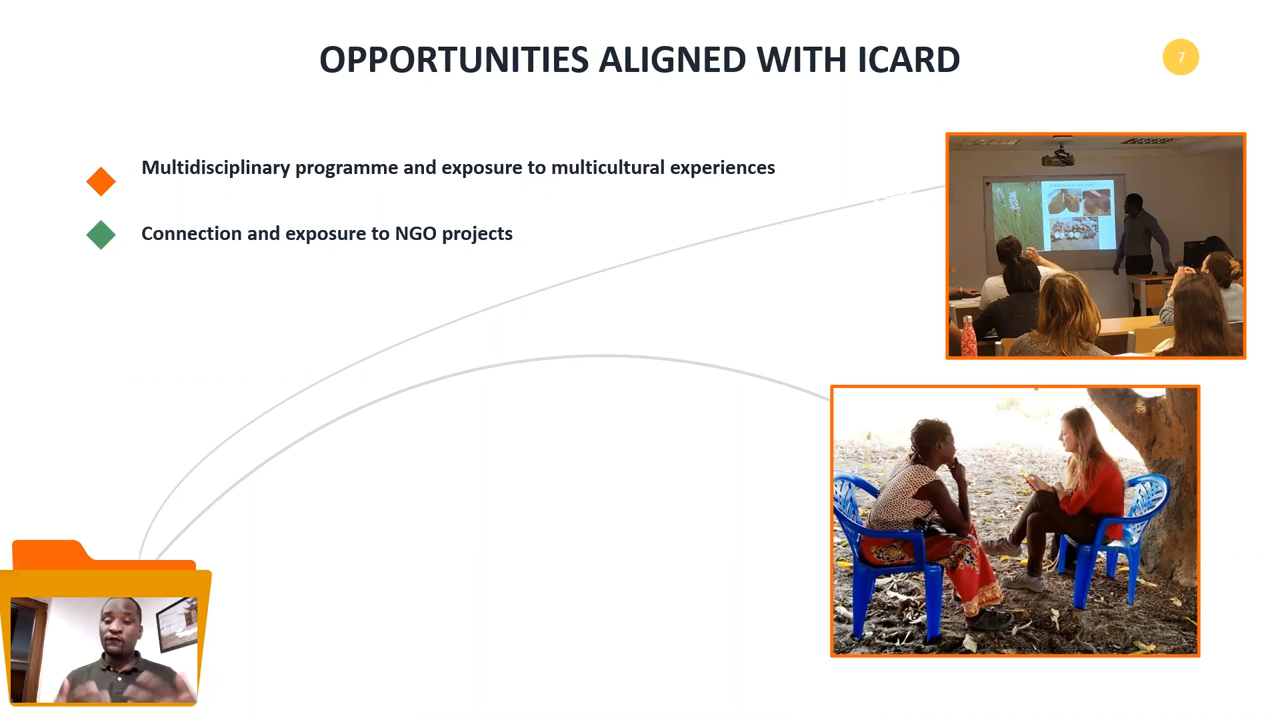 OPPORTUNITIES ALIGNED WITH ICARD
7
Multidisciplinary programme and exposure to multicultural experiences
Connection and exposure to NGO projects